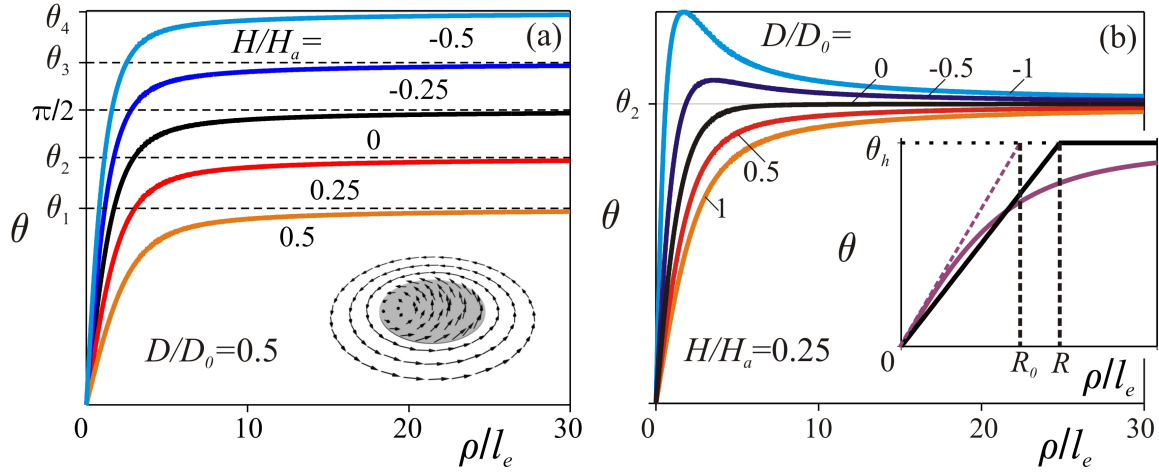 (a)
H/Hₐ=
-0.5
-0.25
0
0.25
0.5
θ₄
θ₃
π/2
θ₂
θ₁
θ
D/D₀=0.5
0
10
20
30
ρ/lₑ
(b)
D/D₀=
0
-0.5
-1
0.5
1
θ₂
θ
H/Hₐ=0.25
θₕ
θ
0
R₀
R
ρ/lₑ
0
10
20
30
ρ/lₑ